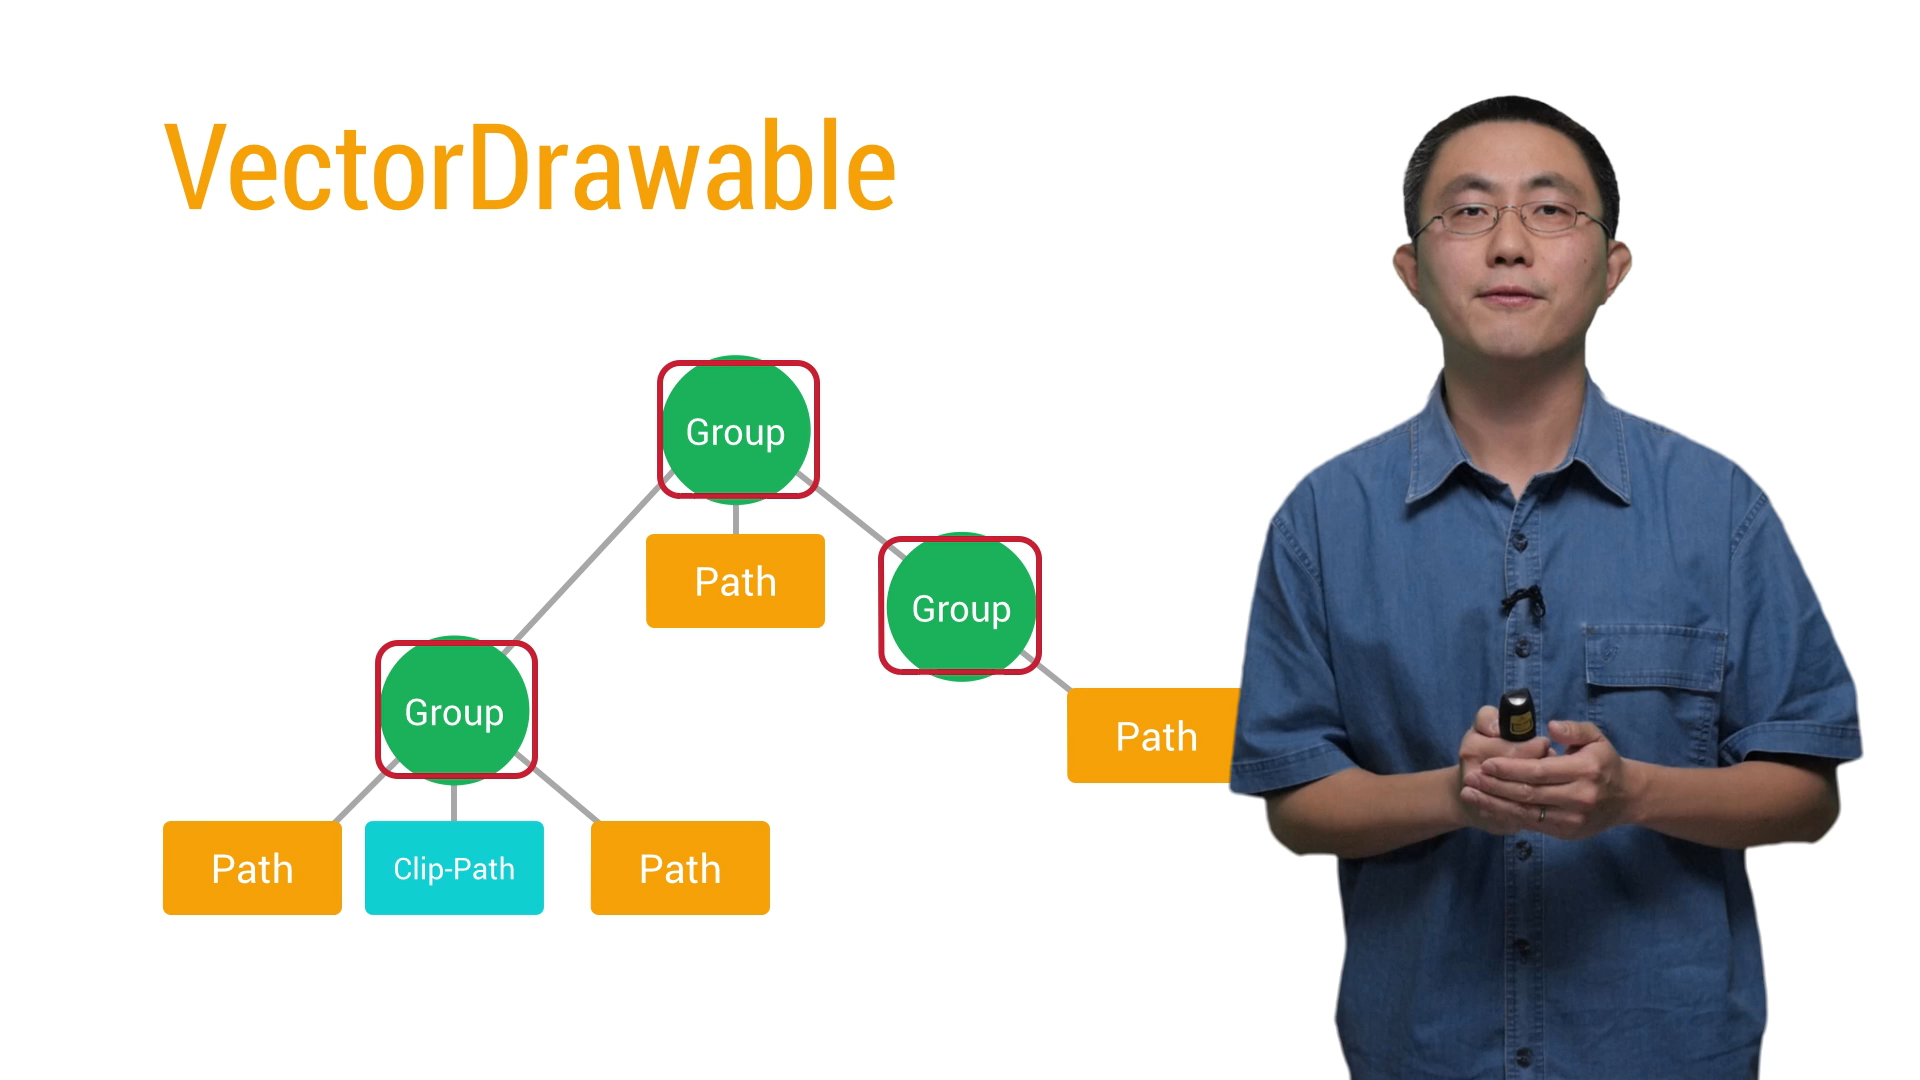 VectorDrawable
Group
Path
Group
Group
Path
Path
Clip-Path
Path